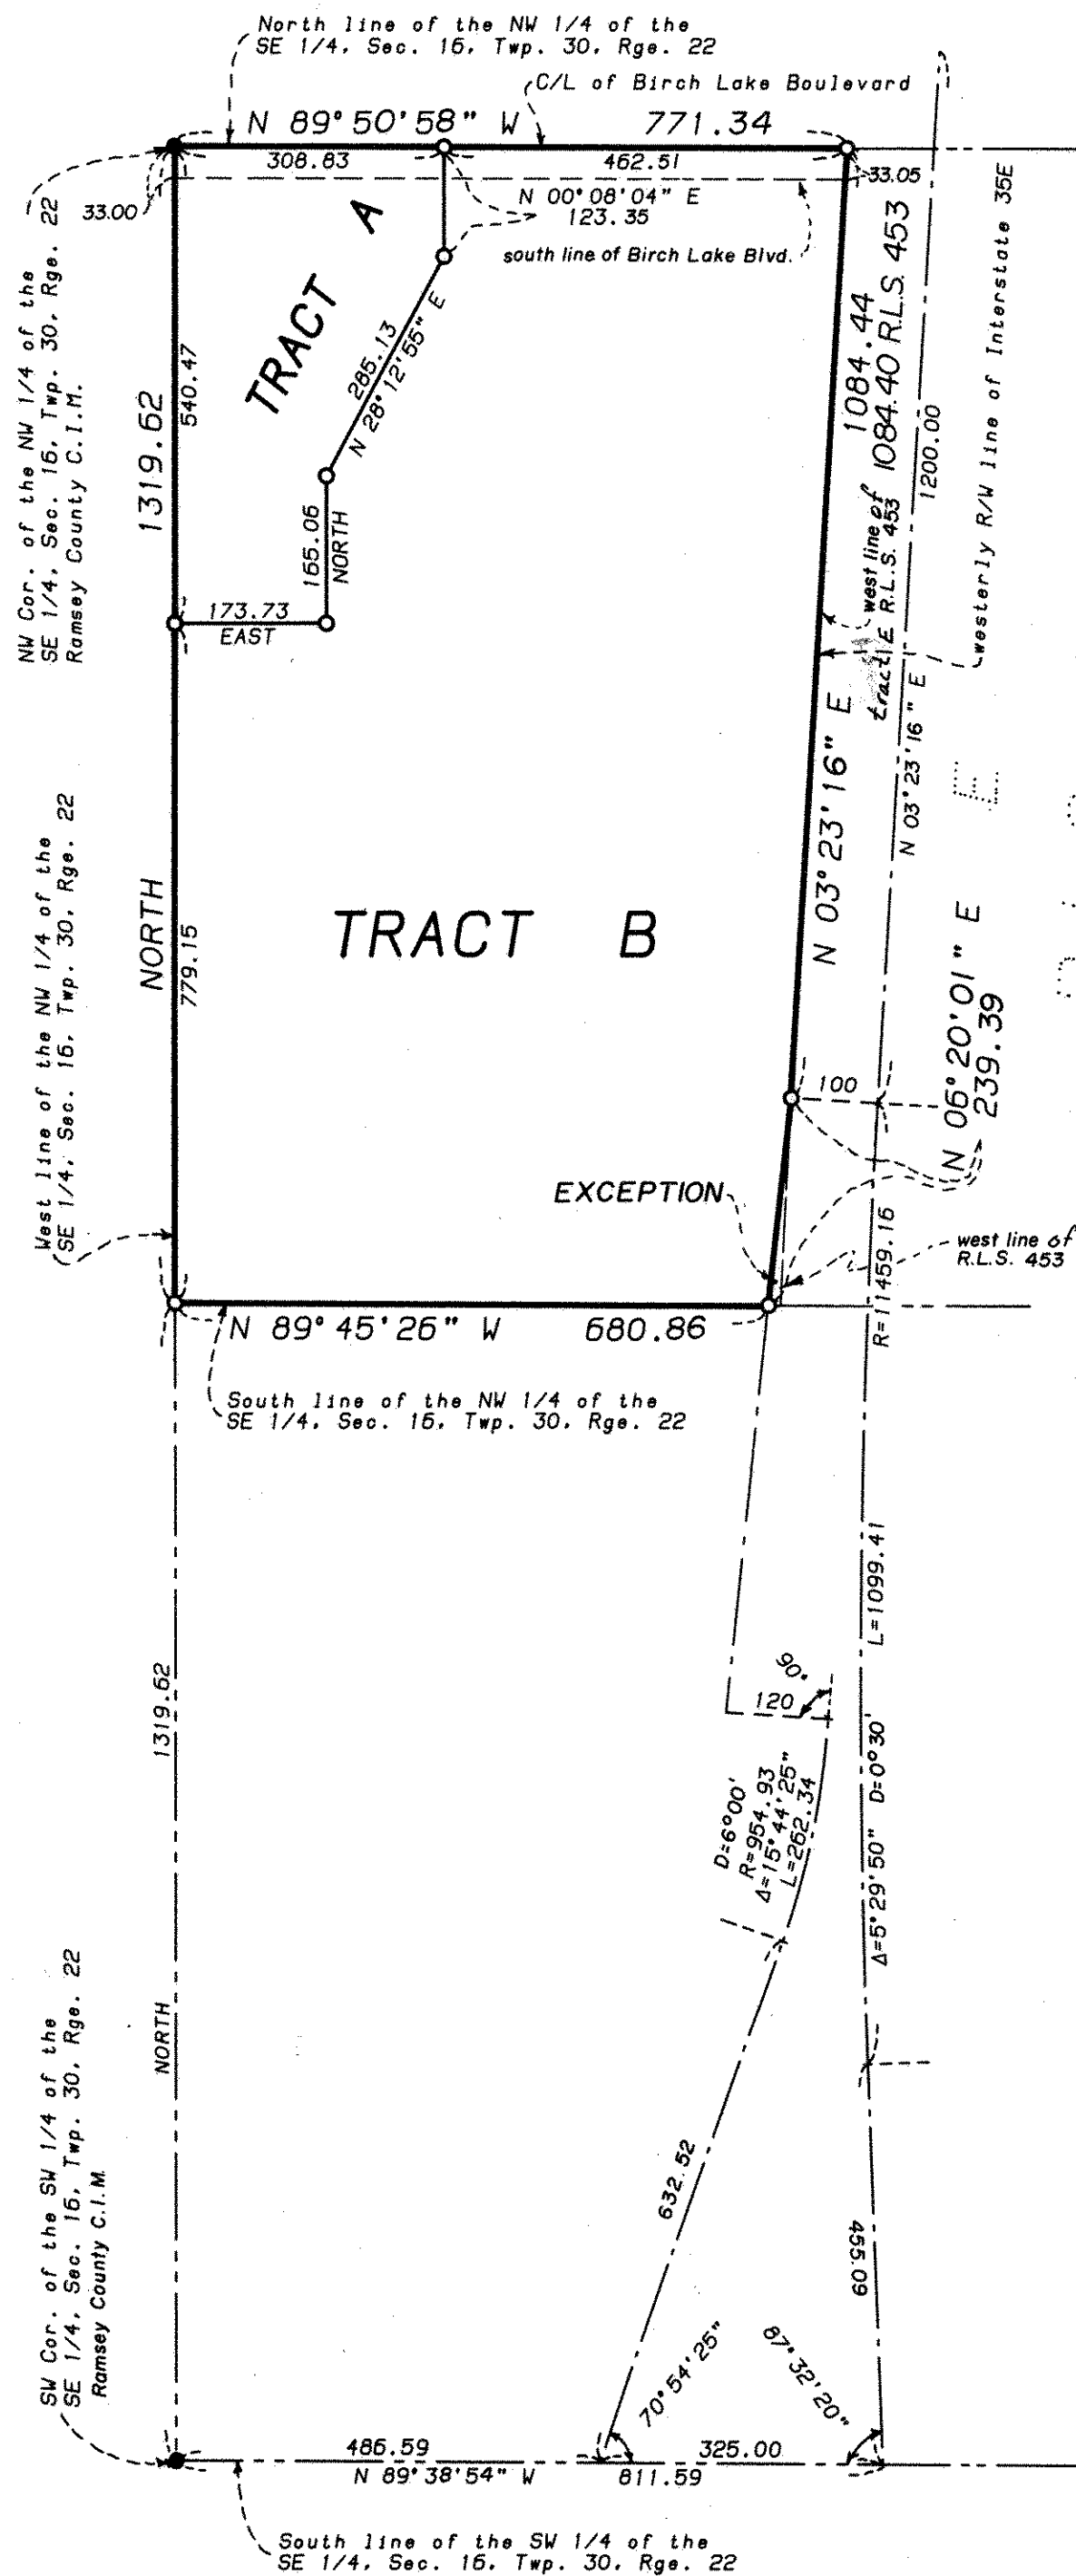 North line of the NW 1/4 of the
SE 1/4, Sec. 16, Twp. 30, Rge. 22
C/L of Birch Lake Boulevard
N 89°50'58" W 771.34
308.83
462.51
33.00
33.05
N 00°08'04" E
123.35
south line of Birch Lake Blvd.
NW Cor. of the NW 1/4 of the
SE 1/4, Sec. 16, Twp. 30, Rge. 22
Ramsey County C.I.M.
1319.62
540.47
TRACT A
285.13
N 28°12'55" E
165.06
NORTH
173.73
EAST
1084.44
1084.40 R.L.S. 453
west line of
tract E R.L.S. 453
1200.00
N 03°23'16" E
westerly R/W line of Interstate 35E
N 03°23'16" E
E
West line of the NW 1/4 of the
SE 1/4, Sec. 16, Twp. 30, Rge. 22
NORTH
779.15
TRACT B
N 06°20'01" E
239.39
100
EXCEPTION
west line of
R.L.S. 453
R=11459.16
N 89°45'26" W 680.86
South line of the NW 1/4 of the
SE 1/4, Sec. 16, Twp. 30, Rge. 22
1319.62
NORTH
L=1099.41
90°
120
D=6°00'
R=954.93
Δ=15°44'25"
L=262.34
Δ=5°29'50" D=0°30'
632.52
455.09
SW Cor. of the SW 1/4 of the
SE 1/4, Sec. 16, Twp. 30, Rge. 22
Ramsey County C.I.M.
70°54'25"
87°32'20"
486.59
325.00
N 89°38'54" W
811.59
South line of the SW 1/4 of the
SE 1/4, Sec. 16, Twp. 30, Rge. 22